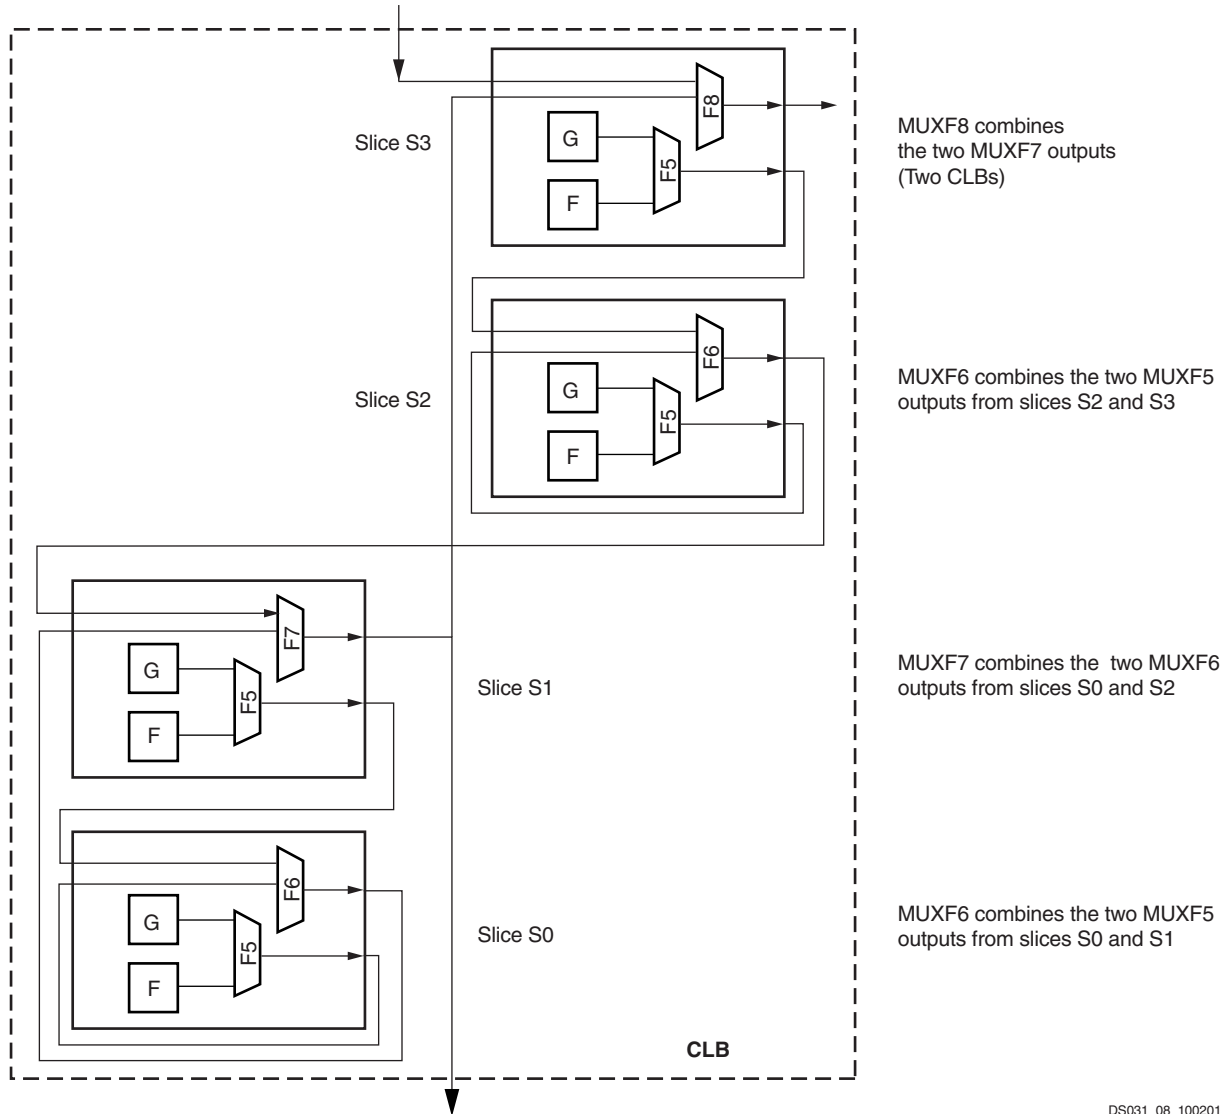 F8
Slice S3
G
F5
F
MUXF8 combines
the two MUXF7 outputs
(Two CLBs)
F6
Slice S2
G
F5
F
MUXF6 combines the two MUXF5
outputs from slices S2 and S3
F7
G
F5
F
Slice S1
MUXF7 combines the two MUXF6
outputs from slices S0 and S2
F6
G
F5
F
Slice S0
MUXF6 combines the two MUXF5
outputs from slices S0 and S1
CLB
DS031_08_100201